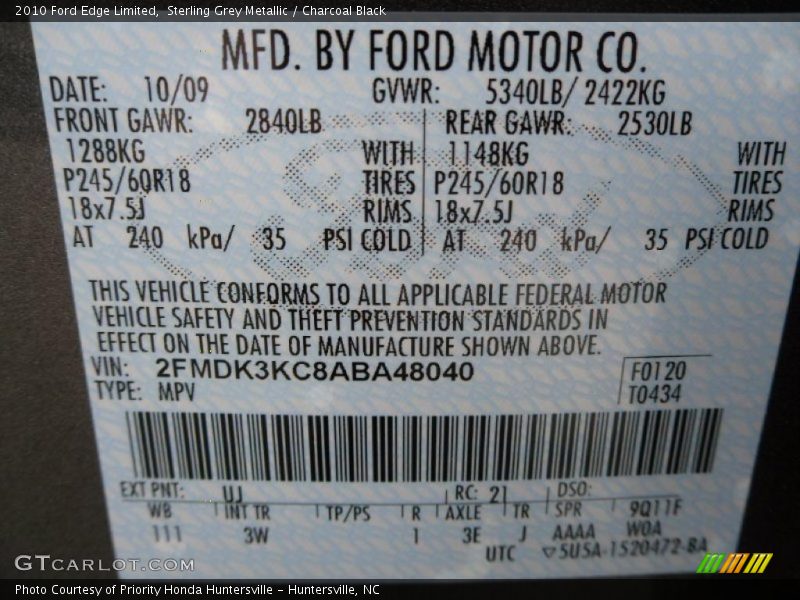 2010 Ford Edge Limited, Sterling Grey Metallic / Charcoal Black
MFD. BY FORD MOTOR CO.
DATE: 10/09 GVWR: 5340LB/ 2422KG
FRONT GAWR: 2840LB REAR GAWR: 2530LB
1288KG WITH 1148KG WITH
P245/60R18 TIRES P245/60R18 TIRES
18x7.5J RIMS 18x7.5J RIMS
AT 240 kPa/ 35 PSI COLD AT 240 kPa/ 35 PSI COLD
THIS VEHICLE CONFORMS TO ALL APPLICABLE FEDERAL MOTOR
VEHICLE SAFETY AND THEFT PREVENTION STANDARDS IN
EFFECT ON THE DATE OF MANUFACTURE SHOWN ABOVE.
VIN: 2FMDK3KC8ABA48040 F0120
TYPE: MPV T0434
EXT PNT: UJ RC: 21 DSO:
WB INT TR TP/PS R AXLE TR SPR 9Q11F
111 3W 1 3E J AAAA W0A
UTC ▽5U5A-1520472-BA
GTCARLOT.COM
Photo Courtesy of Priority Honda Huntersville - Huntersville, NC